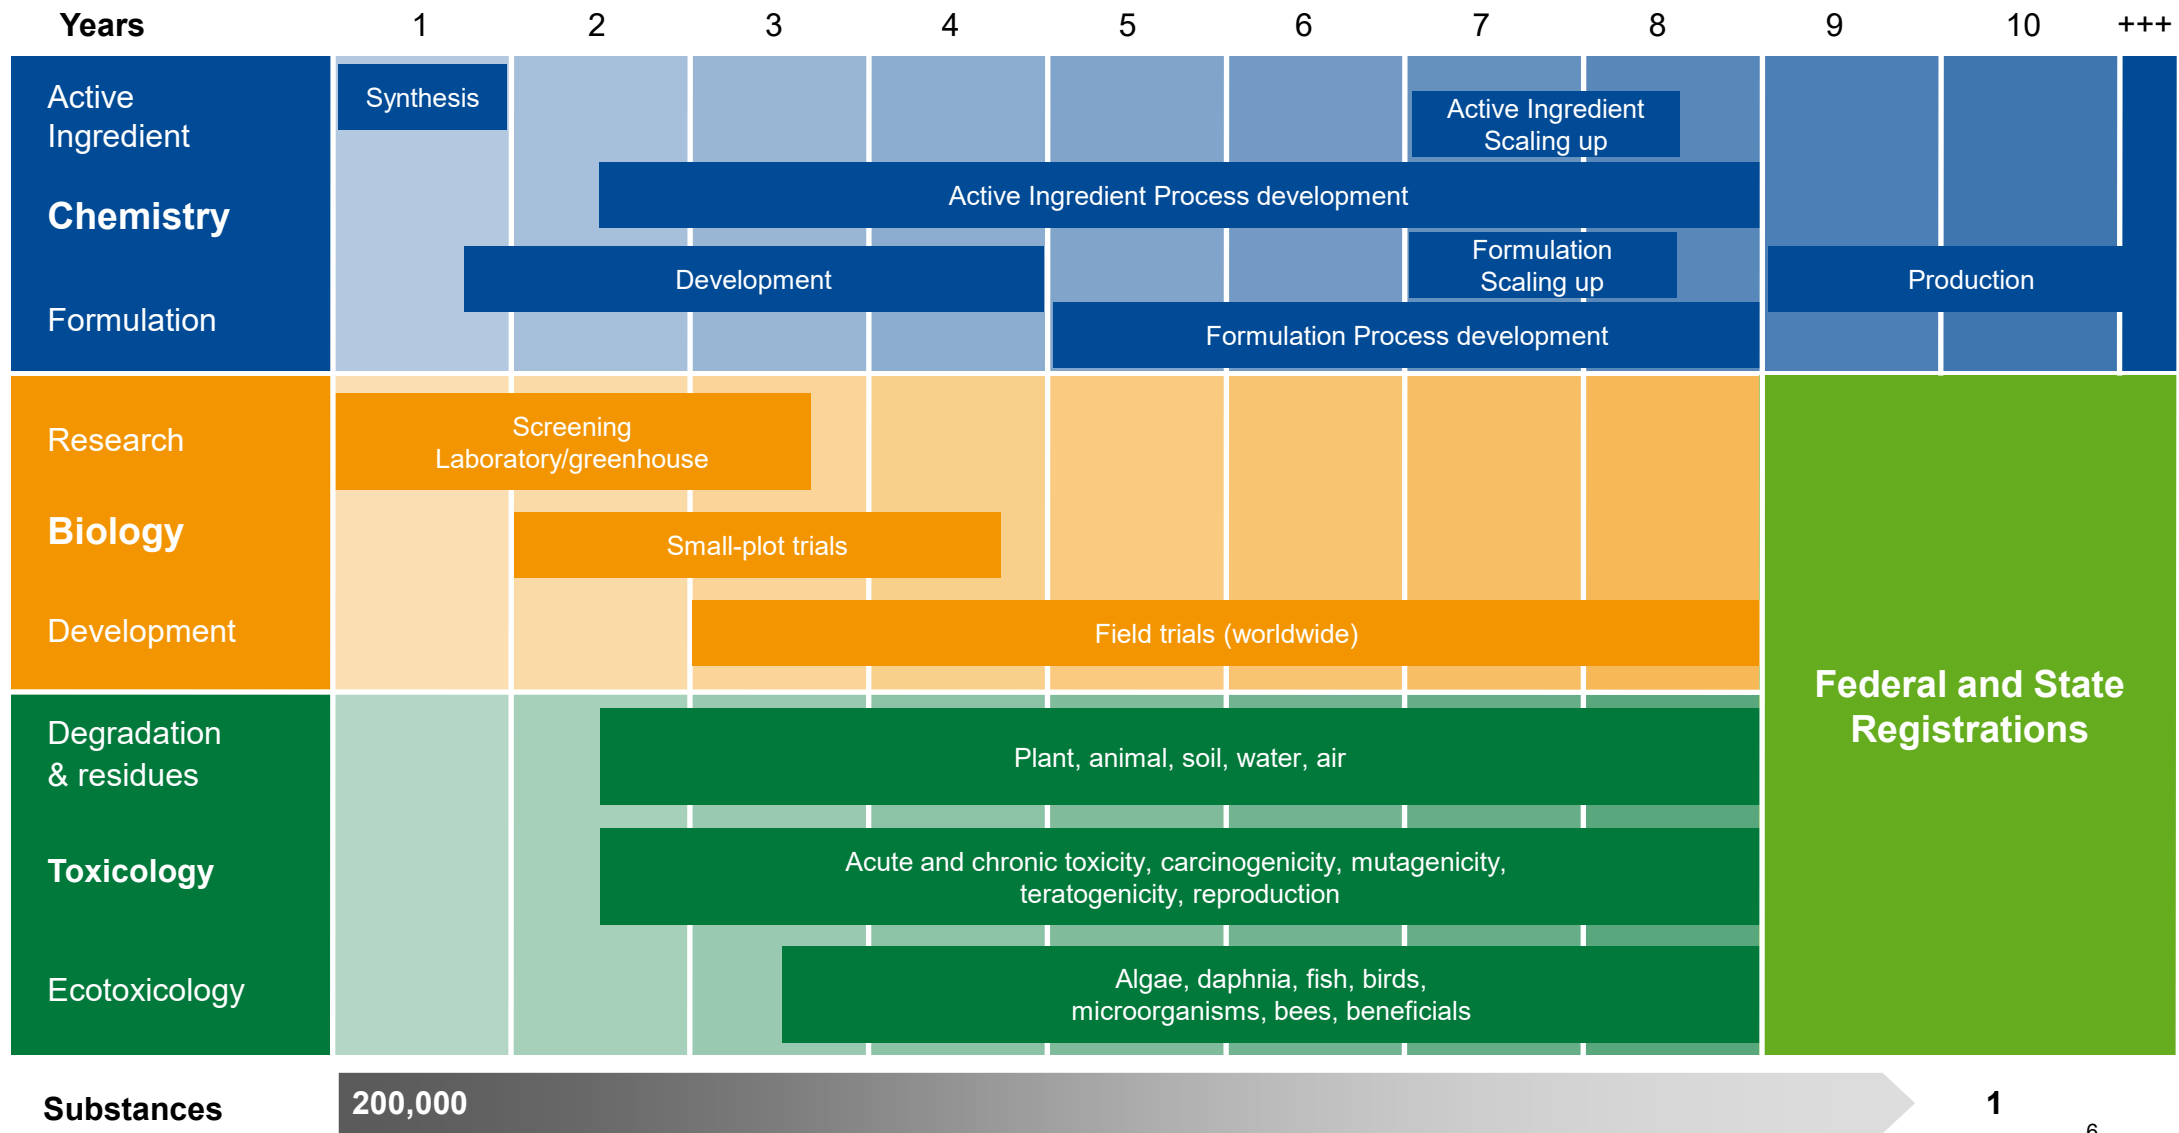 Years 1 2 3 4 5 6 7 8 9 10 +++
Active
Ingredient
Synthesis
Active Ingredient
Scaling up
Active Ingredient Process development
Chemistry
Formulation
Scaling up
Development
Production
Formulation
Formulation Process development
Research
Screening
Laboratory/greenhouse
Biology
Small-plot trials
Development
Field trials (worldwide)
Federal and State
Registrations
Degradation
& residues
Plant, animal, soil, water, air
Toxicology
Acute and chronic toxicity, carcinogenicity, mutagenicity,
teratogenicity, reproduction
Ecotoxicology
Algae, daphnia, fish, birds,
microorganisms, bees, beneficials
Substances
200,000
1
6